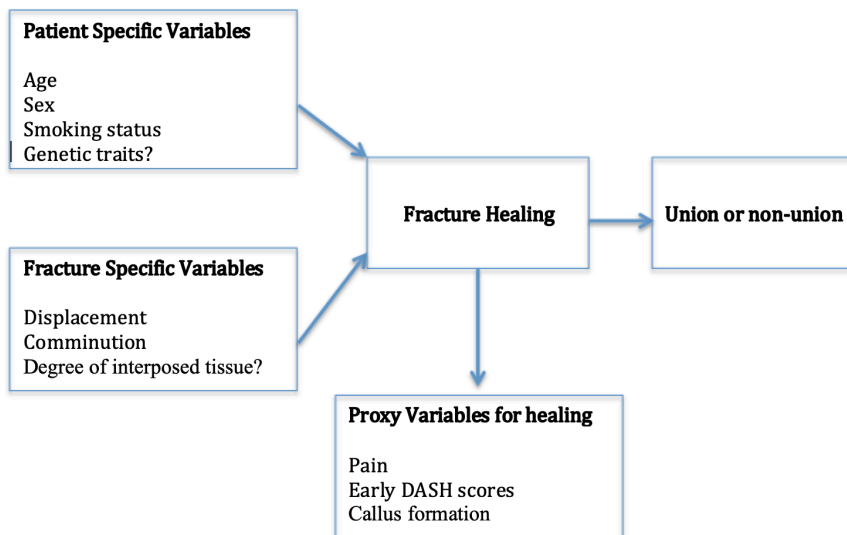 Patient Specific Variables
Age
Sex
Smoking status
Genetic traits?
Fracture Specific Variables
Displacement
Comminution
Degree of interposed tissue?
Fracture Healing
Union or non-union
Proxy Variables for healing
Pain
Early DASH scores
Callus formation